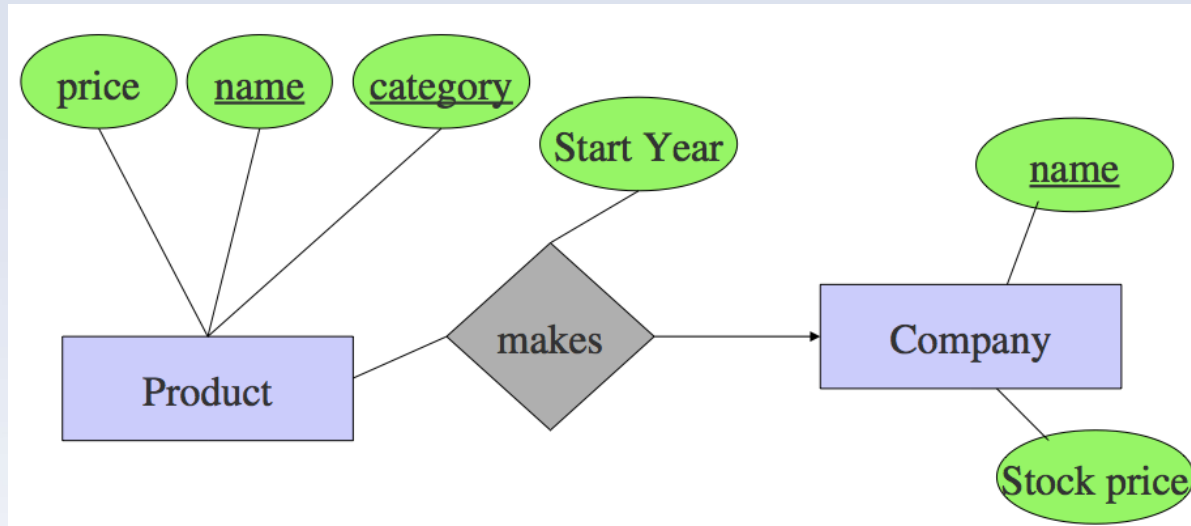 price
name
category
Start Year
name
makes
Company
Product
Stock price